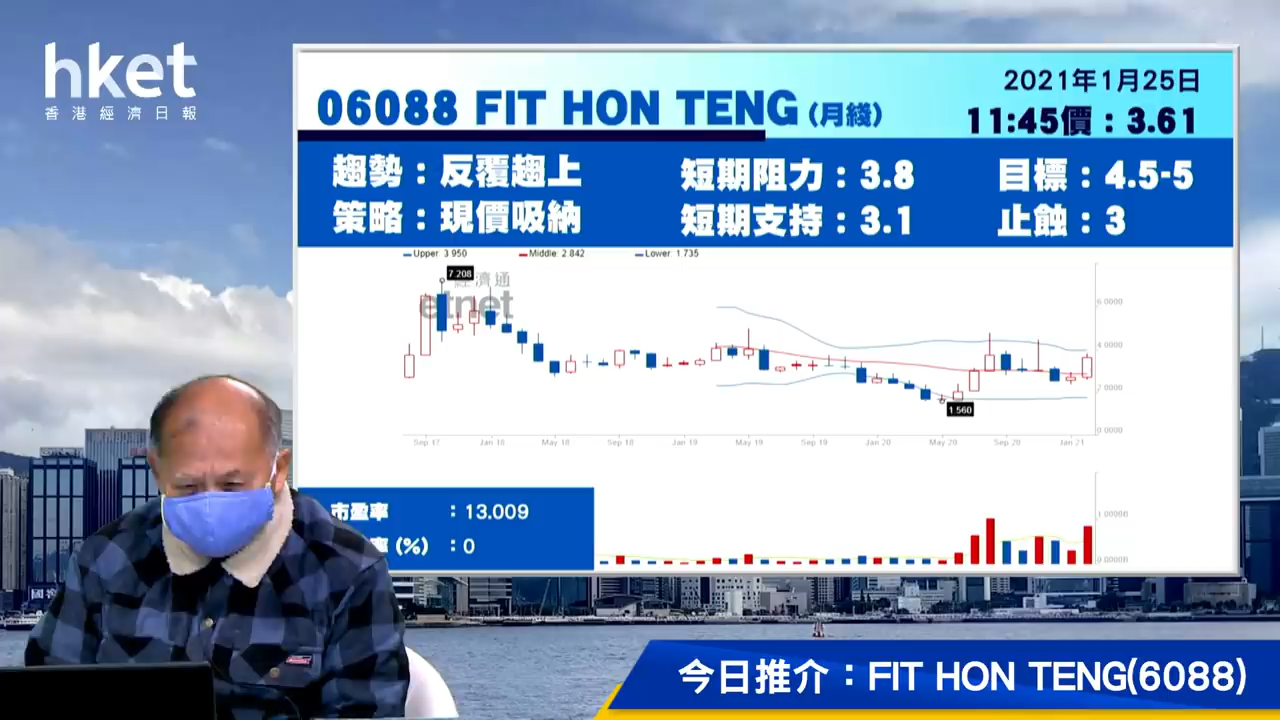 hket
香港經濟日報
06088 FIT HON TENG (月綫)
2021年1月25日
11:45價：3.61
趨勢：反覆趨上
短期阻力：3.8
目標：4.5-5
策略：現價吸納
短期支持：3.1
止蝕：3
Upper 3.950 Middle: 2.842 Lower 1.735
7.208
經濟通
etnet
6.0000
4.0000
2.0000
1.560
0.0000
Sep 17 Jan 18 May 18 Sep 18 Jan 19 May 19 Sep 19 Jan 20 May 20 Sep 20 Jan 21
1.0000B
0.0000B
市盈率 ：13.009
率 (%) ：0
今日推介：FIT HON TENG(6088)